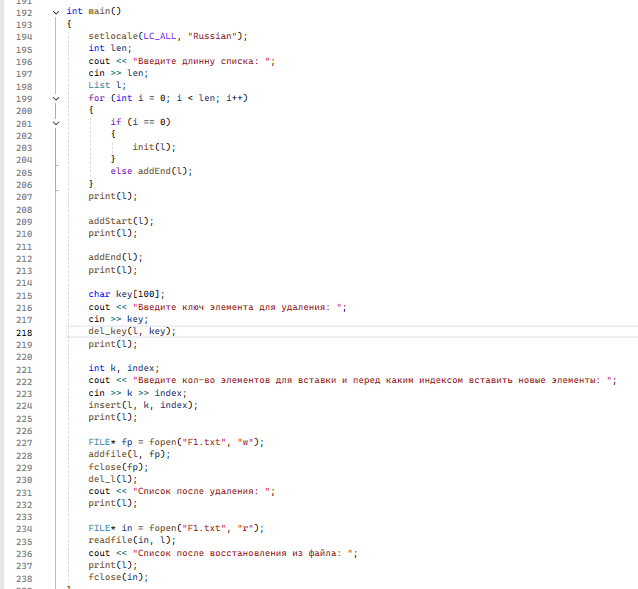 191
192 int main()
193 {
194 setlocale(LC_ALL, "Russian");
195 int len;
196 cout << "Введите длинну списка: ";
197 cin >> len;
198 List l;
199 for (int i = 0; i < len; i++)
200 {
201 if (i == 0)
202 {
203 init(l);
204 }
205 else addEnd(l);
206 }
207 print(l);
208
209 addStart(l);
210 print(l);
211
212 addEnd(l);
213 print(l);
214
215 char key[100];
216 cout << "Введите ключ элемента для удаления: ";
217 cin >> key;
218 del_key(l, key);
219 print(l);
220
221 int k, index;
222 cout << "Введите кол-во элементов для вставки и перед каким индексом вставить новые элементы: ";
223 cin >> k >> index;
224 insert(l, k, index);
225 print(l);
226
227 FILE* fp = fopen("F1.txt", "w");
228 addfile(l, fp);
229 fclose(fp);
230 del_l(l);
231 cout << "Список после удаления: ";
232 print(l);
233
234 FILE* in = fopen("F1.txt", "r");
235 readfile(in, l);
236 cout << "Список после восстановления из файла: ";
237 print(l);
238 fclose(in);